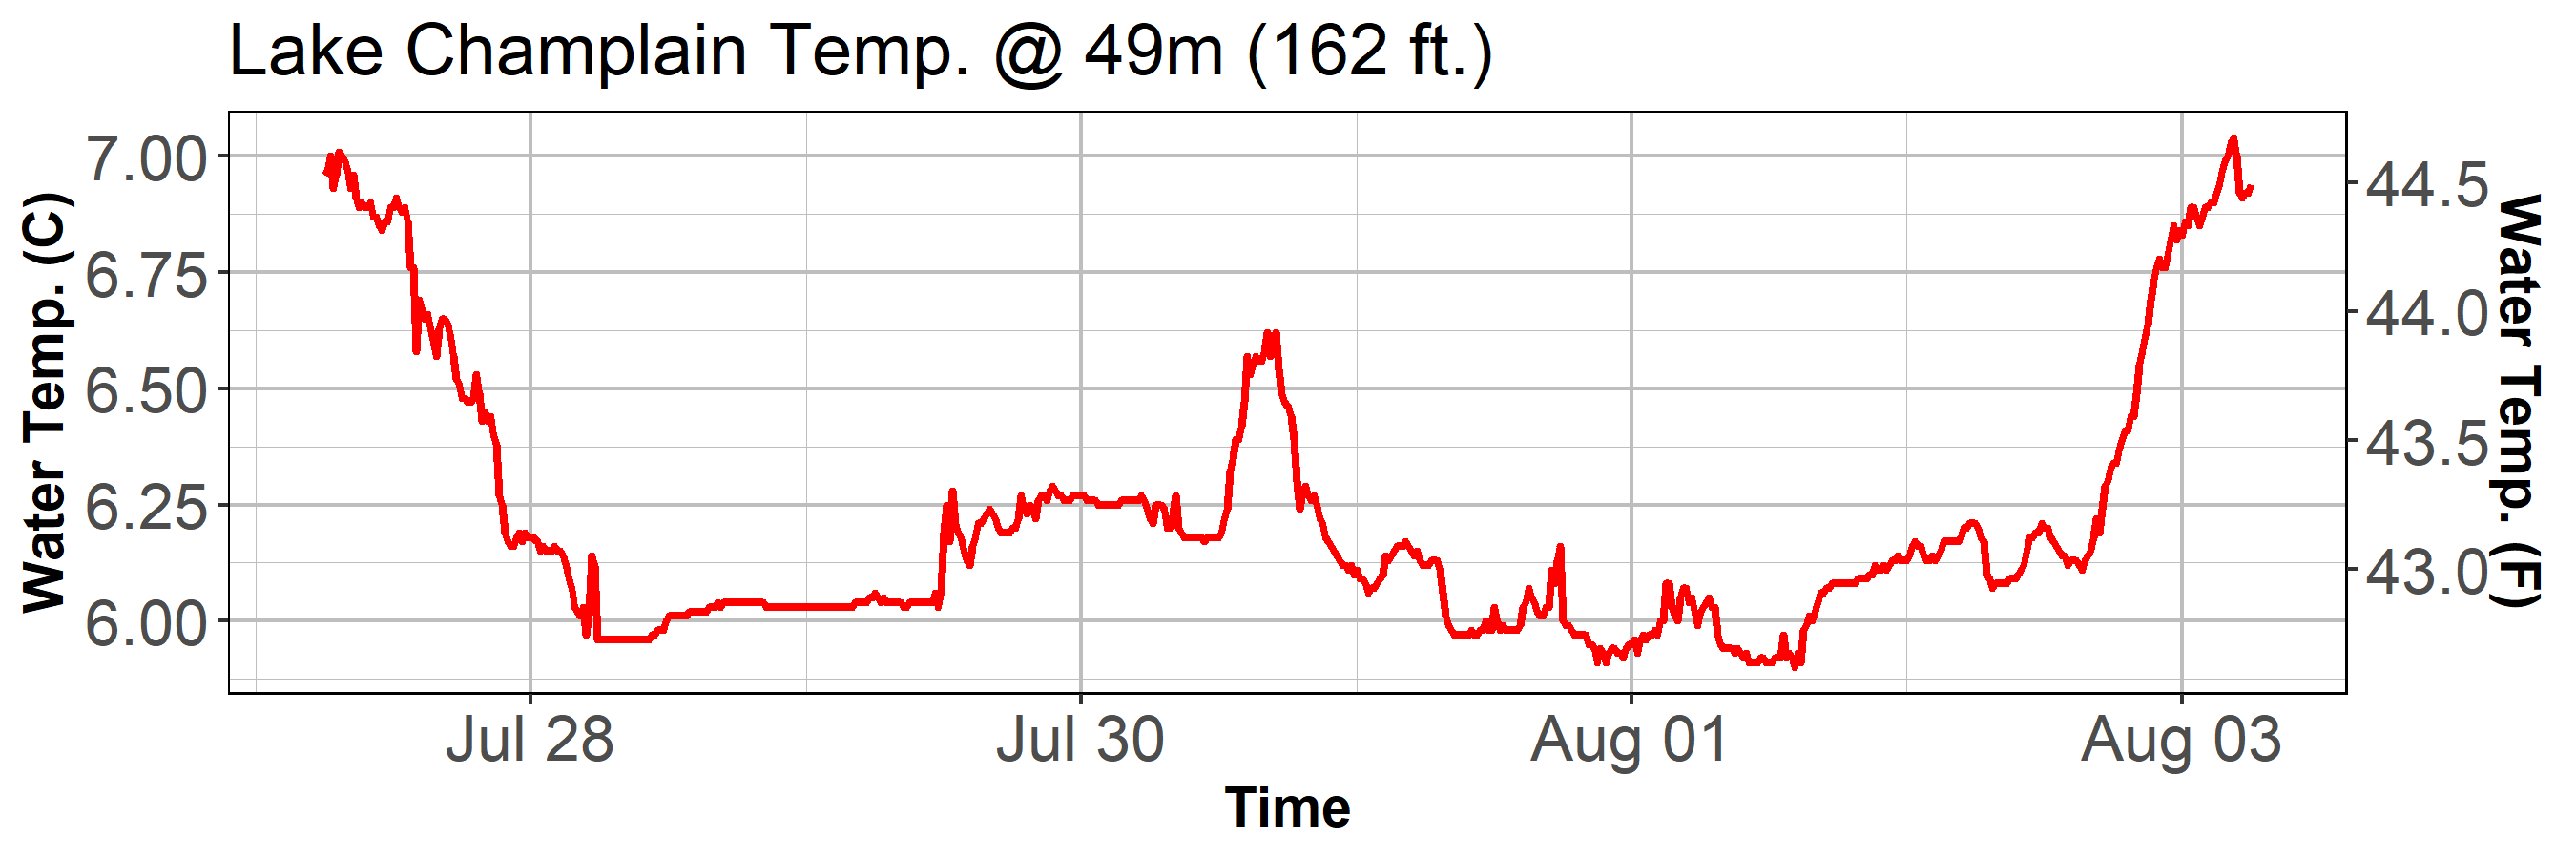 Lake Champlain Temp. @ 49m (162 ft.)
Water Temp. (C)
7.00
6.75
6.50
6.25
6.00
44.5
44.0
43.5
43.0
Water Temp. (F)
Jul 28
Jul 30
Aug 01
Aug 03
Time